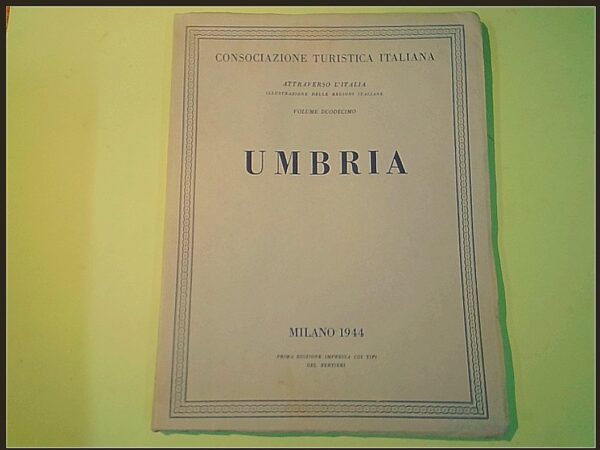 CONSOCIAZIONE TURISTICA ITALIANA
ATTRAVERSO L'ITALIA
ILLUSTRAZIONE DELLE REGIONI ITALIANE
VOLUME DUODECIMO
UMBRIA
MILANO 1944
PRIMA EDIZIONE IMPRESSA COI TIPI
DEL BERTIERI